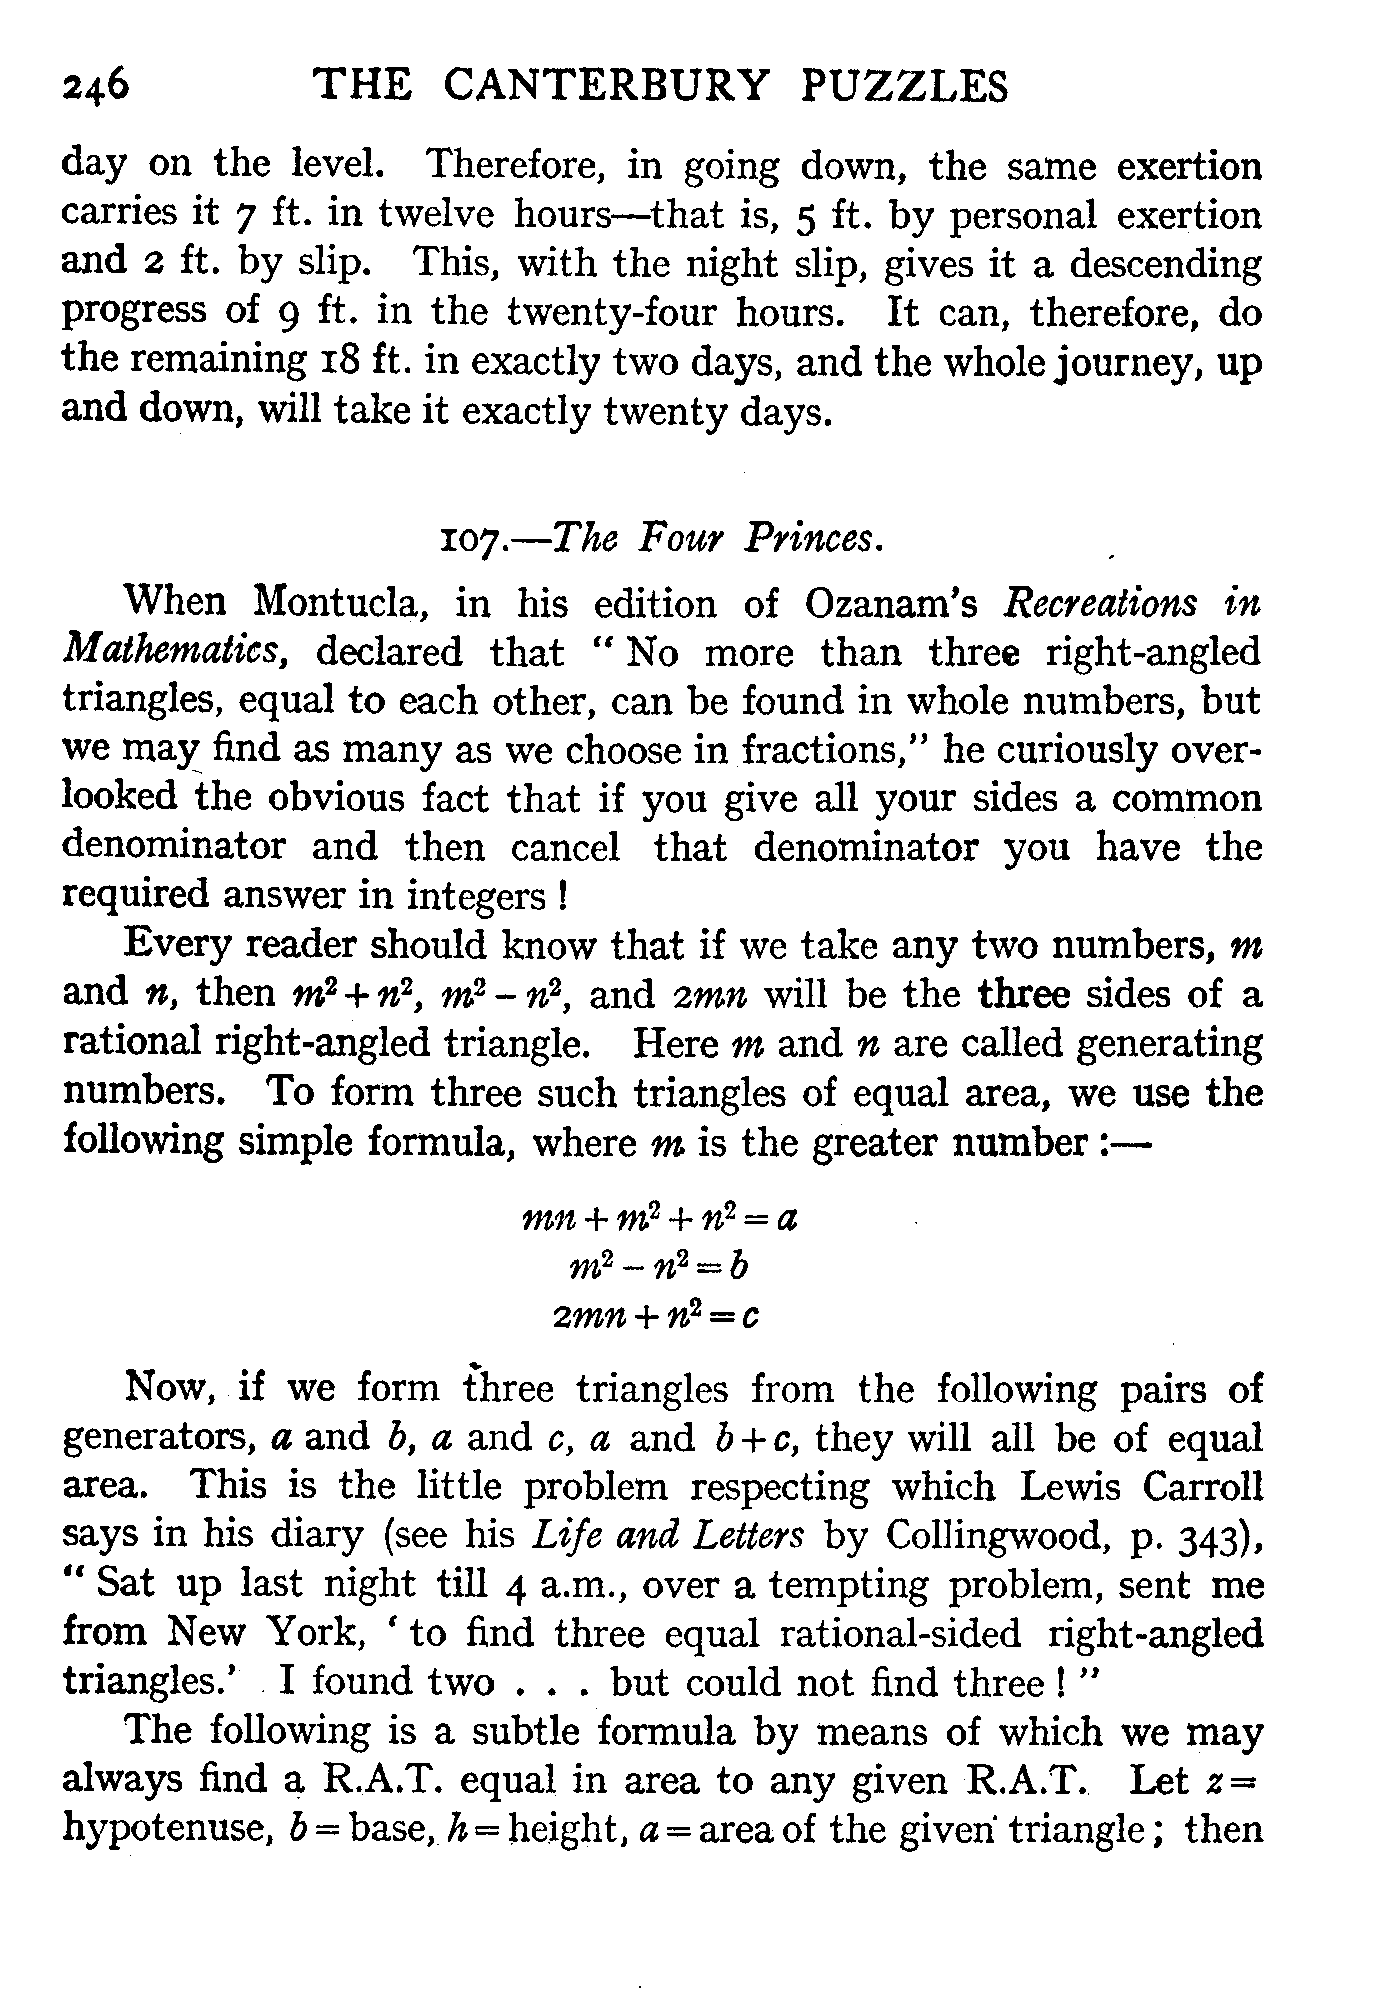 246 THE CANTERBURY PUZZLES
day on the level. Therefore, in going down, the same exertion
carries it 7 ft. in twelve hours—that is, 5 ft. by personal exertion
and 2 ft. by slip. This, with the night slip, gives it a descending
progress of 9 ft. in the twenty-four hours. It can, therefore, do
the remaining 18 ft. in exactly two days, and the whole journey, up
and down, will take it exactly twenty days.
107.—The Four Princes.
When Montucla, in his edition of Ozanam's Recreations in
Mathematics, declared that “ No more than three right-angled
triangles, equal to each other, can be found in whole numbers, but
we may find as many as we choose in fractions,” he curiously over-
looked the obvious fact that if you give all your sides a common
denominator and then cancel that denominator you have the
required answer in integers !
Every reader should know that if we take any two numbers, m
and n, then m² + n², m² – n², and 2mn will be the three sides of a
rational right-angled triangle. Here m and n are called generating
numbers. To form three such triangles of equal area, we use the
following simple formula, where m is the greater number :—
mn + m² + n² = a
m² – n² = b
2mn + n² = c
Now, if we form three triangles from the following pairs of
generators, a and b, a and c, a and b + c, they will all be of equal
area. This is the little problem respecting which Lewis Carroll
says in his diary (see his Life and Letters by Collingwood, p. 343),
“ Sat up last night till 4 a.m., over a tempting problem, sent me
from New York, ‘ to find three equal rational-sided right-angled
triangles.’ I found two . . . but could not find three ! ”
The following is a subtle formula by means of which we may
always find a R.A.T. equal in area to any given R.A.T. Let z =
hypotenuse, b = base, h = height, a = area of the given triangle ; then